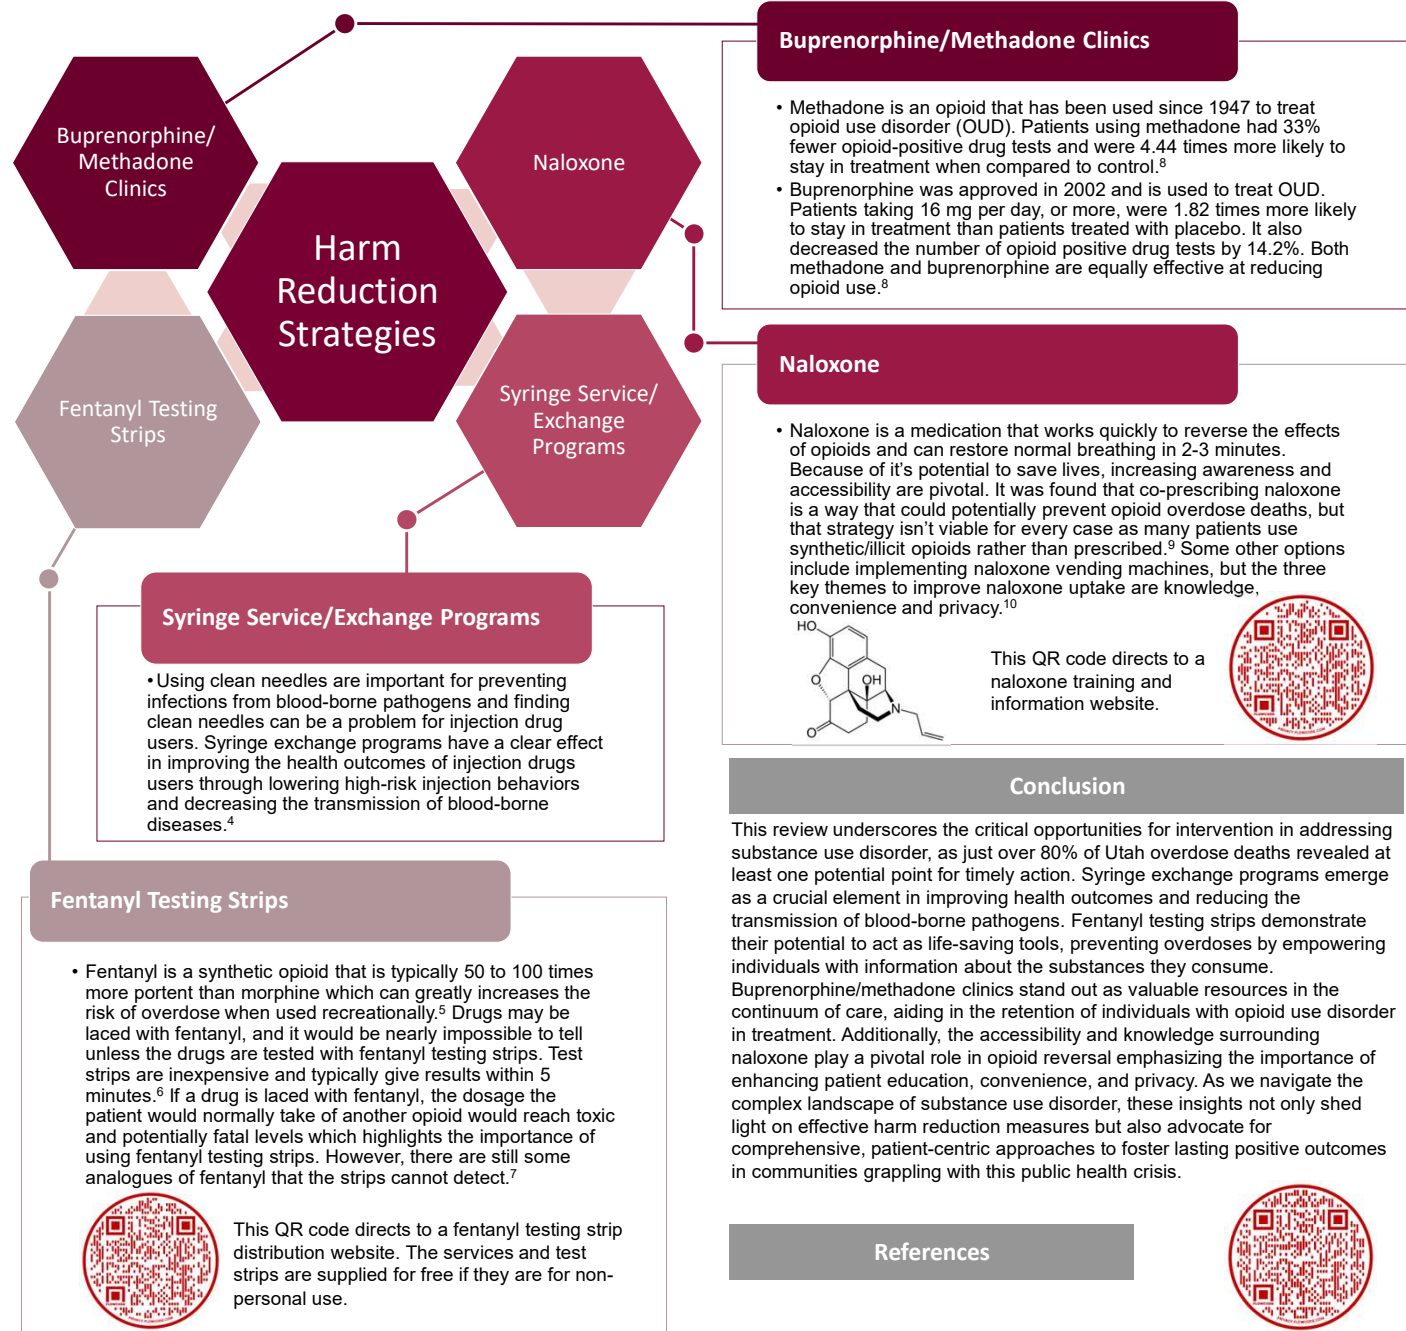 Buprenorphine/
Methadone
Clinics
Naloxone
Harm
Reduction
Strategies
Fentanyl Testing
Strips
Syringe Service/
Exchange
Programs
Buprenorphine/Methadone Clinics
• Methadone is an opioid that has been used since 1947 to treat
opioid use disorder (OUD). Patients using methadone had 33%
fewer opioid-positive drug tests and were 4.44 times more likely to
stay in treatment when compared to control.⁸
• Buprenorphine was approved in 2002 and is used to treat OUD.
Patients taking 16 mg per day, or more, were 1.82 times more likely
to stay in treatment than patients treated with placebo. It also
decreased the number of opioid positive drug tests by 14.2%. Both
methadone and buprenorphine are equally effective at reducing
opioid use.⁸
Naloxone
• Naloxone is a medication that works quickly to reverse the effects
of opioids and can restore normal breathing in 2-3 minutes.
Because of it's potential to save lives, increasing awareness and
accessibility are pivotal. It was found that co-prescribing naloxone
is a way that could potentially prevent opioid overdose deaths, but
that strategy isn't viable for every case as many patients use
synthetic/illicit opioids rather than prescribed.⁹ Some other options
include implementing naloxone vending machines, but the three
key themes to improve naloxone uptake are knowledge,
convenience and privacy.¹⁰
HO
O
OH
N
O
This QR code directs to a
naloxone training and
information website.
Syringe Service/Exchange Programs
• Using clean needles are important for preventing
infections from blood-borne pathogens and finding
clean needles can be a problem for injection drug
users. Syringe exchange programs have a clear effect
in improving the health outcomes of injection drugs
users through lowering high-risk injection behaviors
and decreasing the transmission of blood-borne
diseases.⁴
Fentanyl Testing Strips
• Fentanyl is a synthetic opioid that is typically 50 to 100 times
more portent than morphine which can greatly increases the
risk of overdose when used recreationally.⁵ Drugs may be
laced with fentanyl, and it would be nearly impossible to tell
unless the drugs are tested with fentanyl testing strips. Test
strips are inexpensive and typically give results within 5
minutes.⁶ If a drug is laced with fentanyl, the dosage the
patient would normally take of another opioid would reach toxic
and potentially fatal levels which highlights the importance of
using fentanyl testing strips. However, there are still some
analogues of fentanyl that the strips cannot detect.⁷
This QR code directs to a fentanyl testing strip
distribution website. The services and test
strips are supplied for free if they are for non-
personal use.
Conclusion
This review underscores the critical opportunities for intervention in addressing
substance use disorder, as just over 80% of Utah overdose deaths revealed at
least one potential point for timely action. Syringe exchange programs emerge
as a crucial element in improving health outcomes and reducing the
transmission of blood-borne pathogens. Fentanyl testing strips demonstrate
their potential to act as life-saving tools, preventing overdoses by empowering
individuals with information about the substances they consume.
Buprenorphine/methadone clinics stand out as valuable resources in the
continuum of care, aiding in the retention of individuals with opioid use disorder
in treatment. Additionally, the accessibility and knowledge surrounding
naloxone play a pivotal role in opioid reversal emphasizing the importance of
enhancing patient education, convenience, and privacy. As we navigate the
complex landscape of substance use disorder, these insights not only shed
light on effective harm reduction measures but also advocate for
comprehensive, patient-centric approaches to foster lasting positive outcomes
in communities grappling with this public health crisis.
References